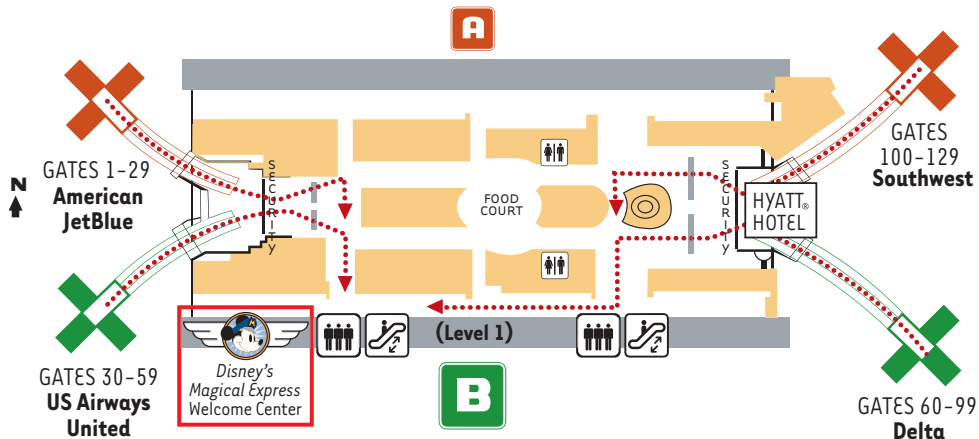 A
GATES 1–29
American
JetBlue
N
SECURITY
FOOD
COURT
SECURITY
HYATT®
HOTEL
GATES
100–129
Southwest
(Level 1)
Disney's
Magical Express
Welcome Center
GATES 30–59
US Airways
United
B
GATES 60–99
Delta